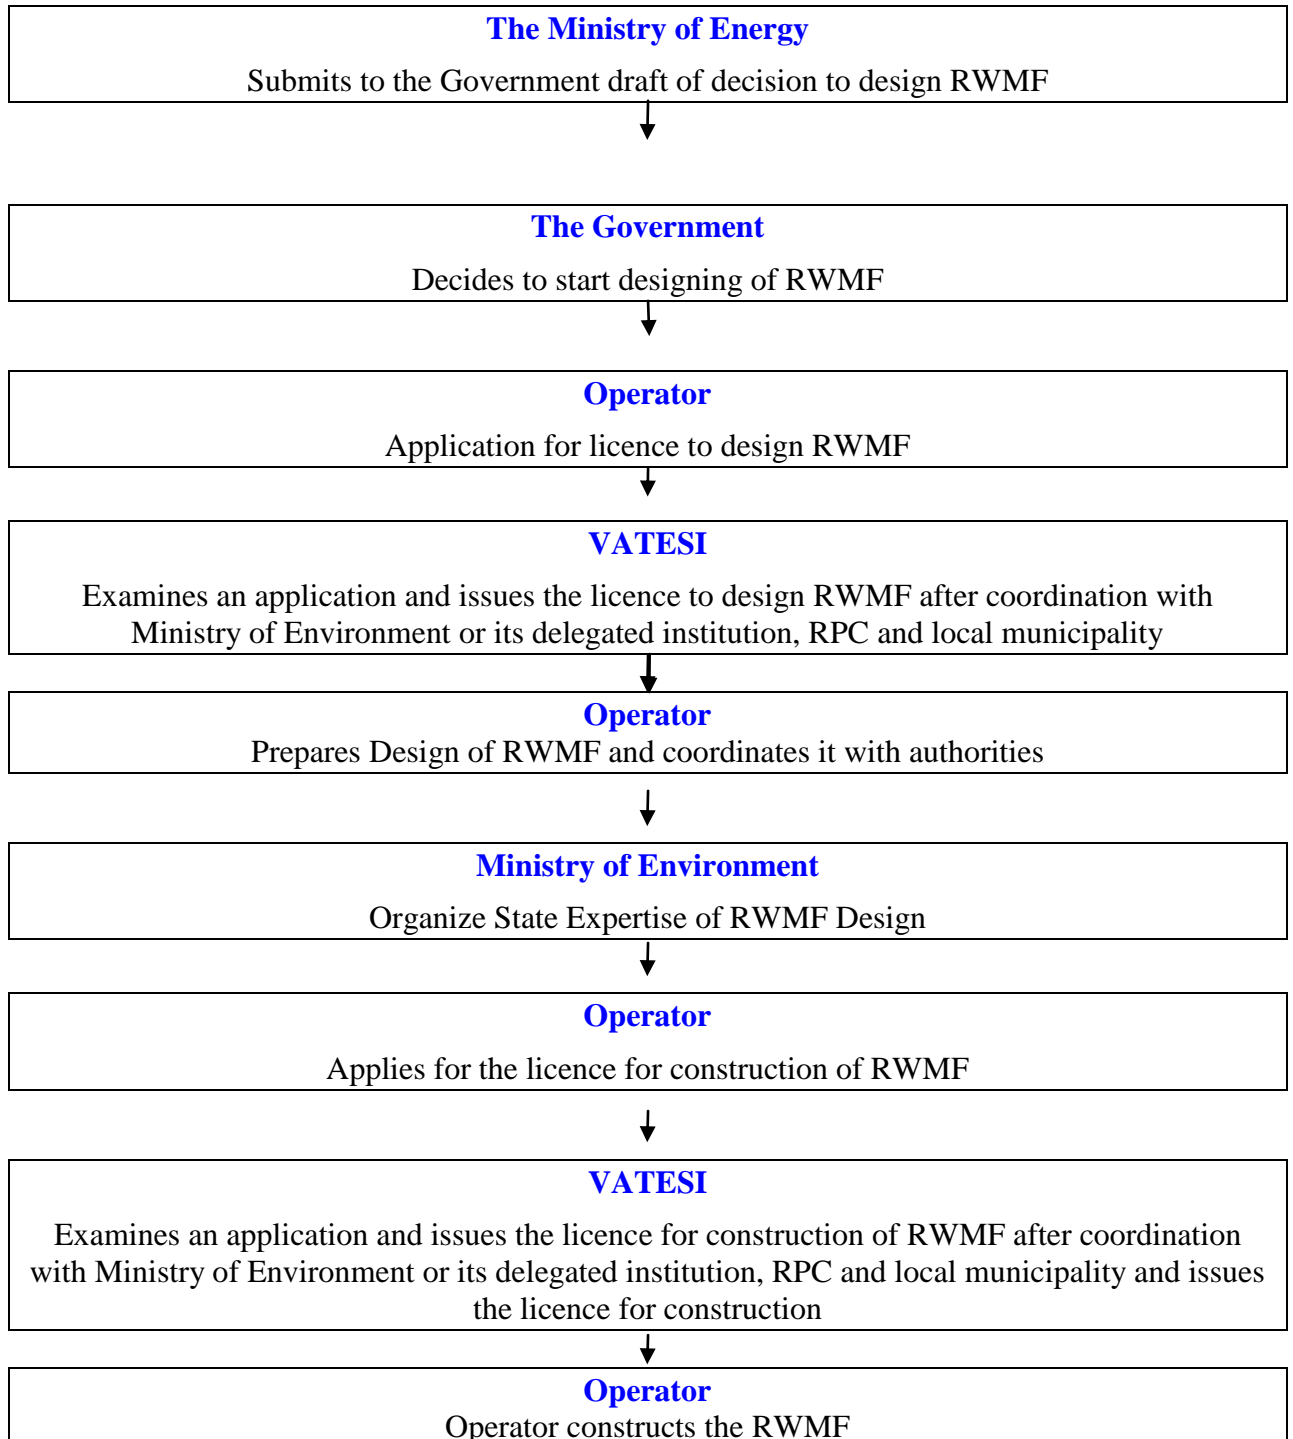 The Ministry of Energy
Submits to the Government draft of decision to design RWMF
The Government
Decides to start designing of RWMF
Operator
Application for licence to design RWMF
VATESI
Examines an application and issues the licence to design RWMF after coordination with
Ministry of Environment or its delegated institution, RPC and local municipality
Operator
Prepares Design of RWMF and coordinates it with authorities
Ministry of Environment
Organize State Expertise of RWMF Design
Operator
Applies for the licence for construction of RWMF
VATESI
Examines an application and issues the licence for construction of RWMF after coordination
with Ministry of Environment or its delegated institution, RPC and local municipality and issues
the licence for construction
Operator
Operator constructs the RWMF